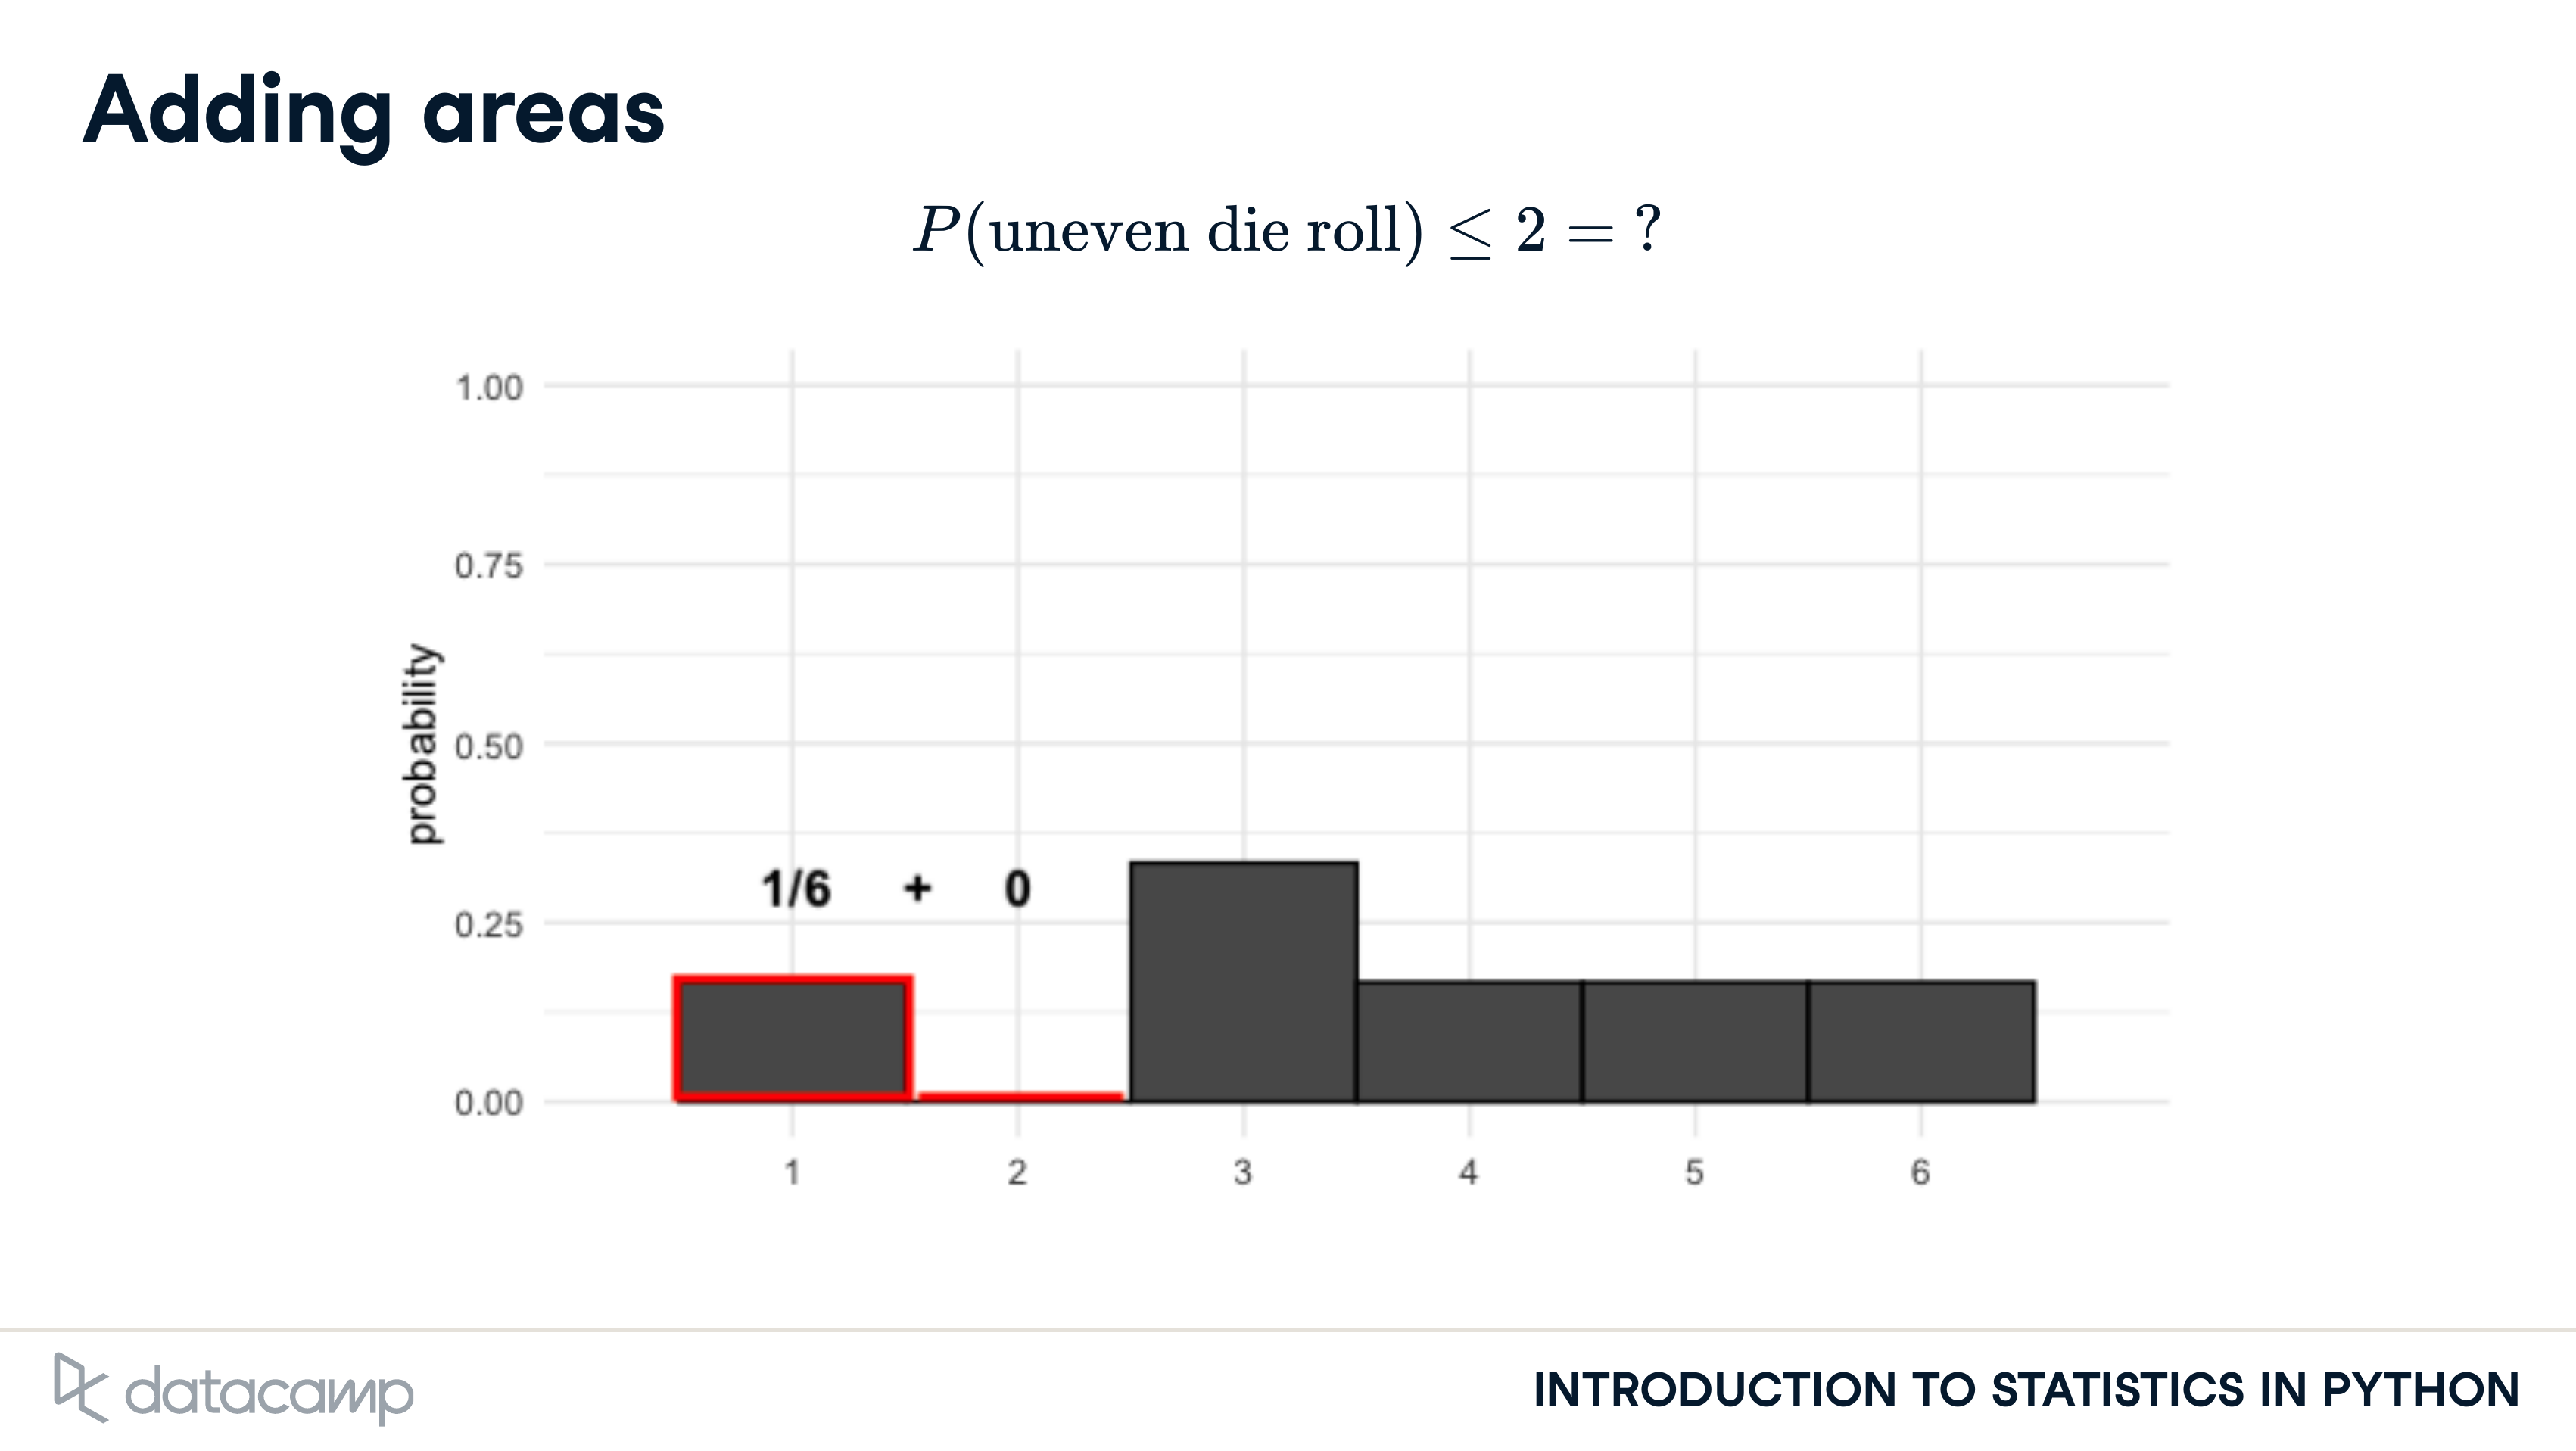 Adding areas
P(uneven die roll) ≤ 2 = ?
1.00
0.75
0.50
0.25
0.00
probability
1/6 + 0
1 2 3 4 5 6
datacamp
INTRODUCTION TO STATISTICS IN PYTHON